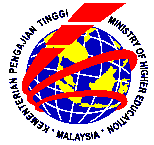 KEMENTERIAN PENGAJIAN TINGGI
MINISTRY OF HIGHER EDUCATION
• MALAYSIA •